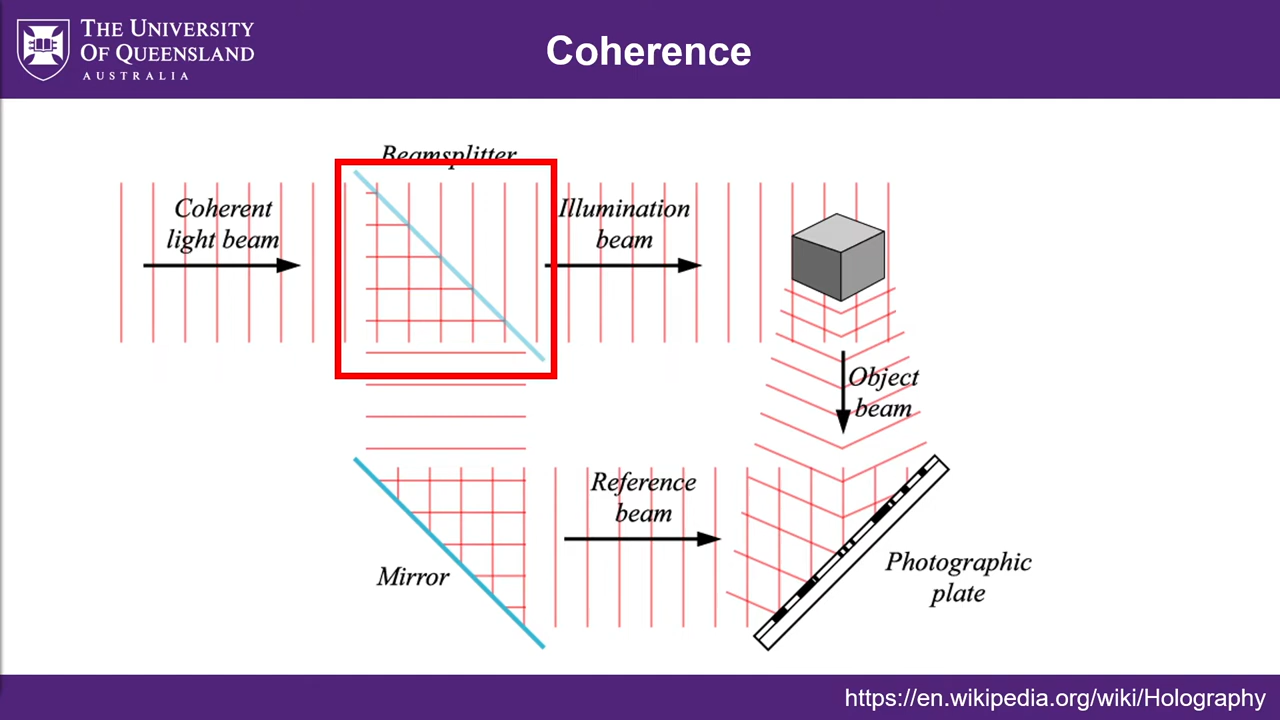 THE UNIVERSITY
OF QUEENSLAND
AUSTRALIA
Coherence
Beamsplitter
Coherent
light beam
Illumination
beam
Object
beam
Reference
beam
Mirror
Photographic
plate
https://en.wikipedia.org/wiki/Holography